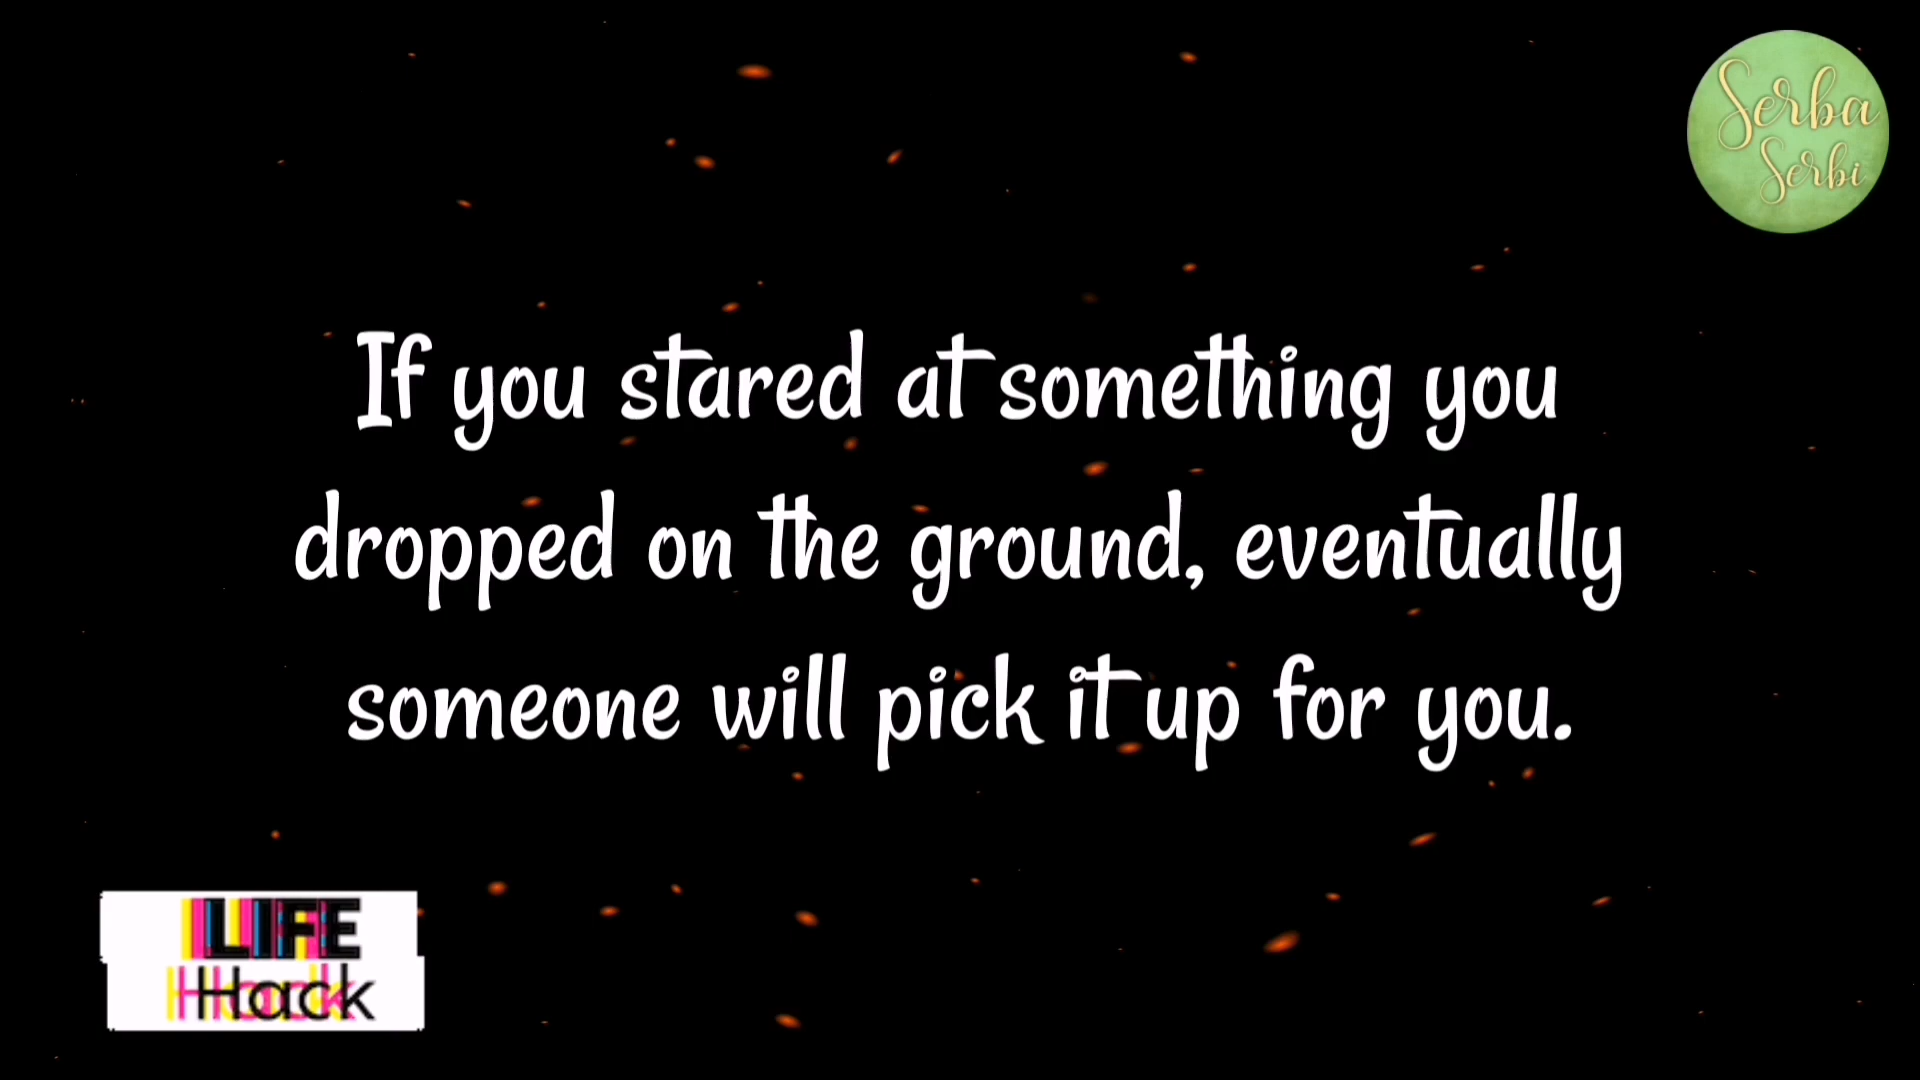 Serba
Serbi
If you stared at something you
dropped on the ground, eventually
someone will pick it up for you.
LIFE
Hack